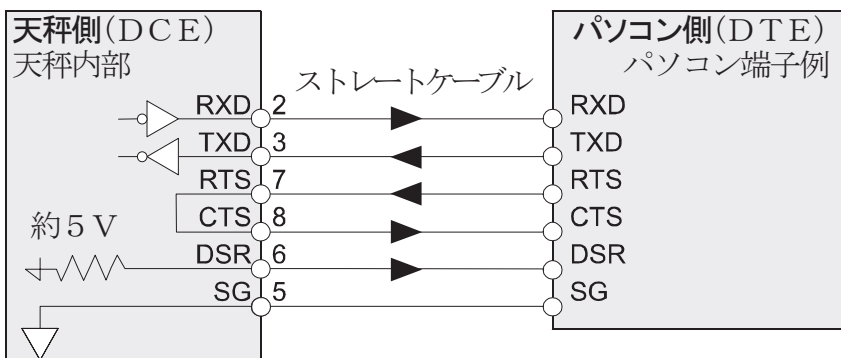 天秤側(DCE)
天秤内部
パソコン側(DTE)
パソコン端子例
ストレートケーブル
RXD 2 RXD
TXD 3 TXD
RTS 7 RTS
CTS 8 CTS
約5V
DSR 6 DSR
SG 5 SG